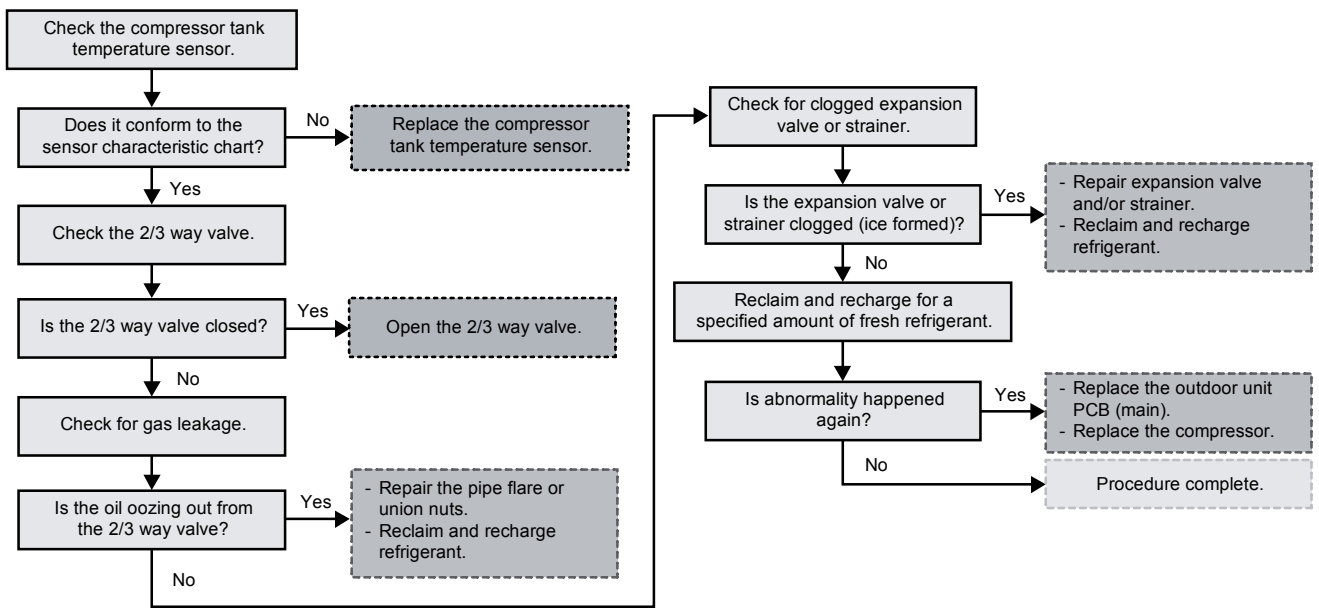 Check the compressor tank
temperature sensor.
Does it conform to the
sensor characteristic chart?
No
Replace the compressor
tank temperature sensor.
Yes
Check the 2/3 way valve.
Is the 2/3 way valve closed?
Yes
Open the 2/3 way valve.
No
Check for gas leakage.
Is the oil oozing out from
the 2/3 way valve?
Yes
- Repair the pipe flare or
union nuts.
- Reclaim and recharge
refrigerant.
No
Check for clogged expansion
valve or strainer.
Is the expansion valve or
strainer clogged (ice formed)?
Yes
- Repair expansion valve
and/or strainer.
- Reclaim and recharge
refrigerant.
No
Reclaim and recharge for a
specified amount of fresh refrigerant.
Is abnormality happened
again?
Yes
- Replace the outdoor unit
PCB (main).
- Replace the compressor.
No
Procedure complete.